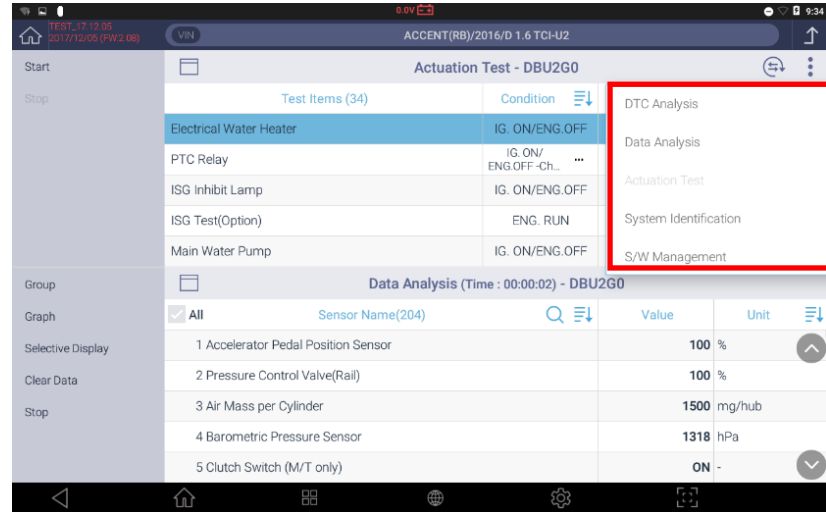 0.0V
9:34
TEST_17.12.05
2017/12/05 (FW:2.08)
VIN
ACCENT(RB)/2016/D 1.6 TCI-U2
Start
Stop
Actuation Test - DBU2G0
Test Items (34)
Condition
Electrical Water Heater
IG. ON/ENG.OFF
PTC Relay
IG. ON/
ENG.OFF -Ch... ...
ISG Inhibit Lamp
IG. ON/ENG.OFF
ISG Test(Option)
ENG. RUN
Main Water Pump
IG. ON/ENG.OFF
DTC Analysis
Data Analysis
Actuation Test
System Identification
S/W Management
Group
Graph
Selective Display
Clear Data
Stop
Data Analysis (Time : 00:00:02) - DBU2G0
All
Sensor Name(204)
Value
Unit
1 Accelerator Pedal Position Sensor
100
%
2 Pressure Control Valve(Rail)
100
%
3 Air Mass per Cylinder
1500
mg/hub
4 Barometric Pressure Sensor
1318
hPa
5 Clutch Switch (M/T only)
ON
-